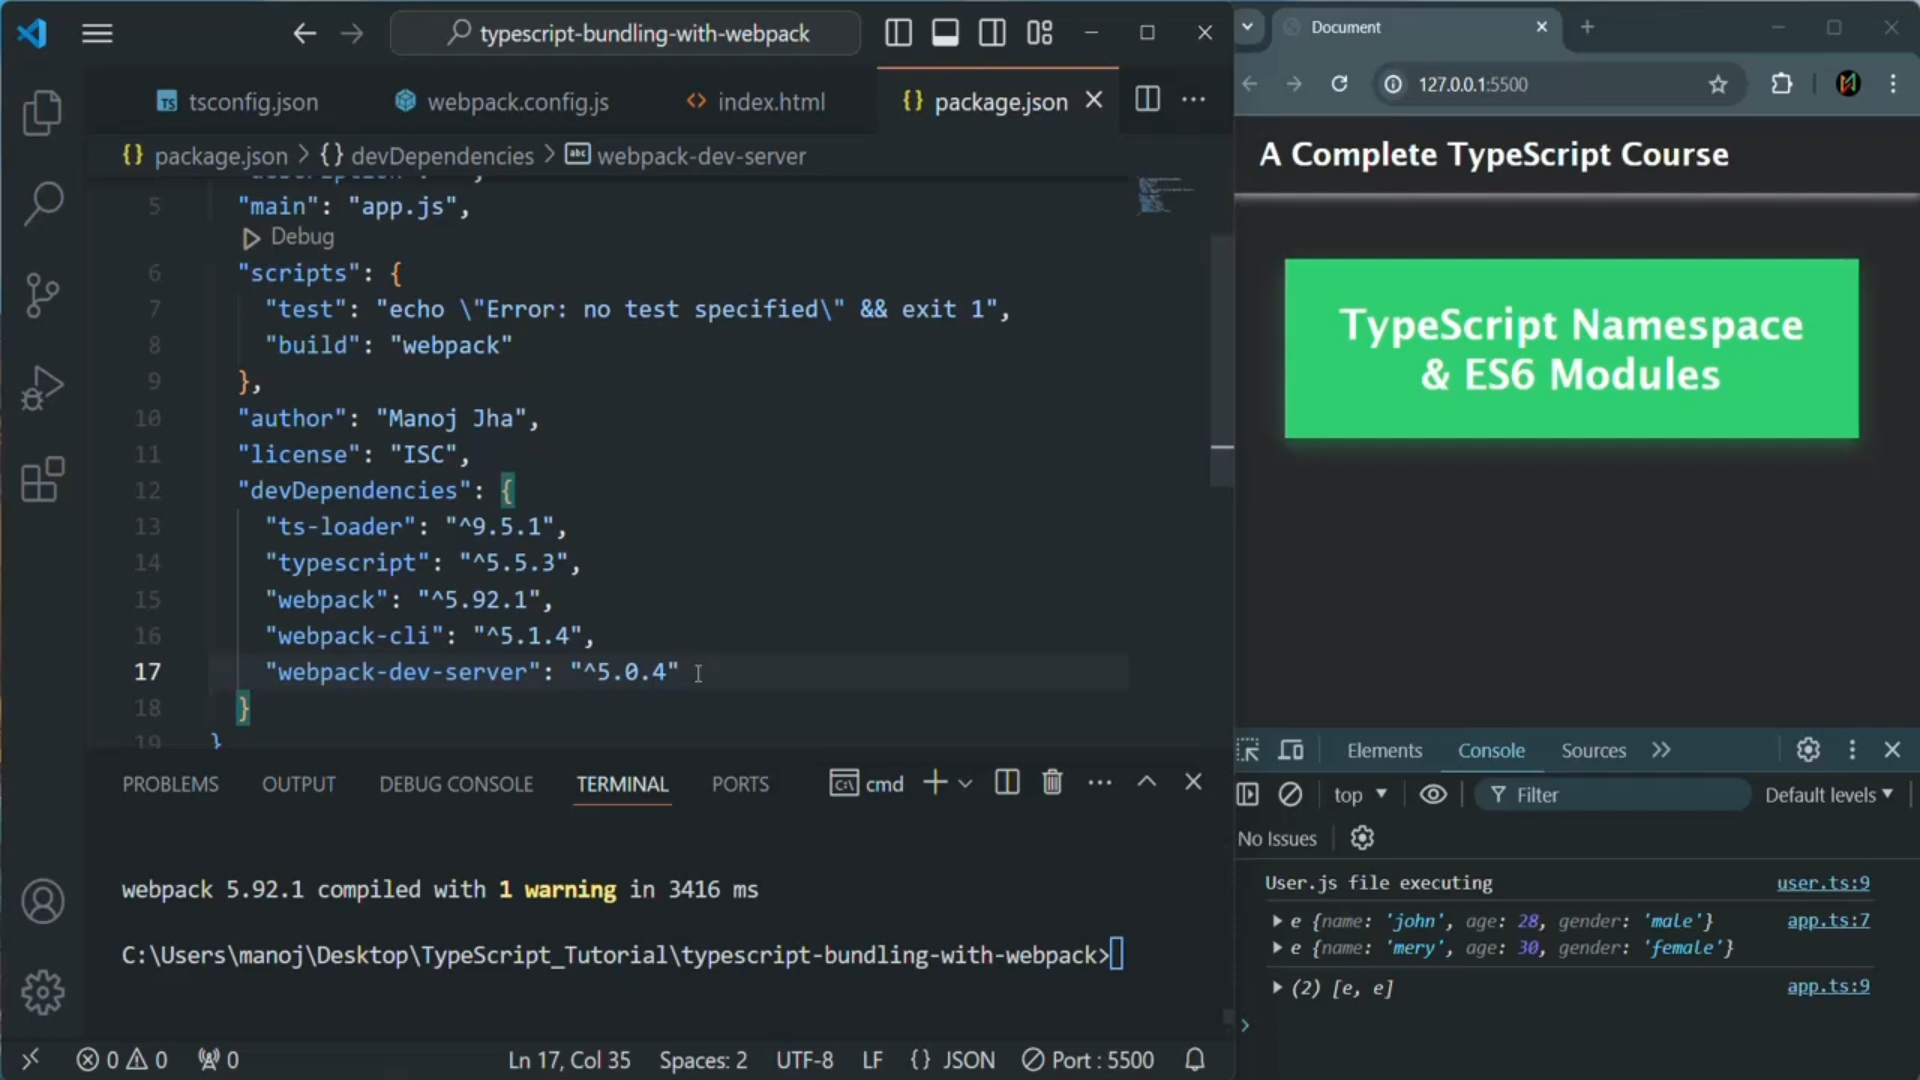 typescript-bundling-with-webpack
tsconfig.json
webpack.config.js
index.html
package.json
package.json > {} devDependencies > webpack-dev-server
5 "main": "app.js",
Debug
6 "scripts": {
7 "test": "echo \"Error: no test specified\" && exit 1",
8 "build": "webpack"
9 },
10 "author": "Manoj Jha",
11 "license": "ISC",
12 "devDependencies": {
13 "ts-loader": "^9.5.1",
14 "typescript": "^5.5.3",
15 "webpack": "^5.92.1",
16 "webpack-cli": "^5.1.4",
17 "webpack-dev-server": "^5.0.4"
18 }
19 }
PROBLEMS OUTPUT DEBUG CONSOLE TERMINAL PORTS cmd
webpack 5.92.1 compiled with 1 warning in 3416 ms
C:\Users\manoj\Desktop\TypeScript_Tutorial\typescript-bundling-with-webpack>
0 0 0 Ln 17, Col 35 Spaces: 2 UTF-8 LF {} JSON Port : 5500
Document
127.0.0.1:5500
A Complete TypeScript Course
TypeScript Namespace
& ES6 Modules
Elements Console Sources
top Filter Default levels
No Issues
User.js file executing user.ts:9
e {name: 'john', age: 28, gender: 'male'} app.ts:7
e {name: 'mery', age: 30, gender: 'female'}
(2) [e, e] app.ts:9